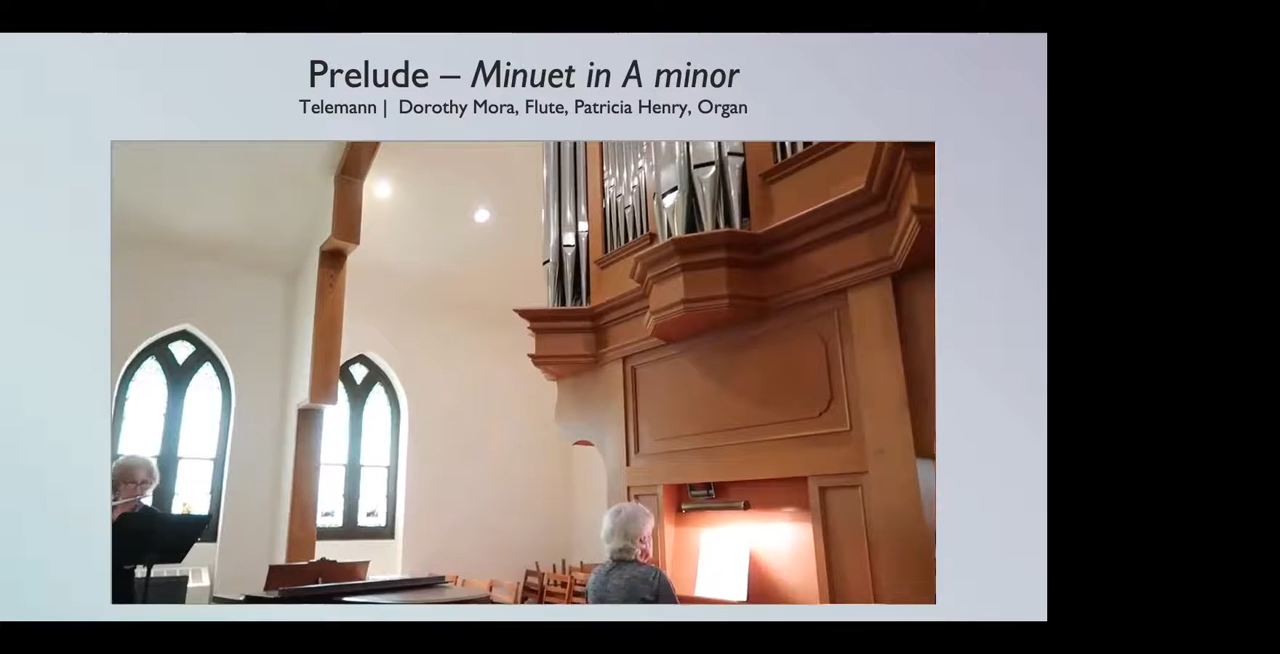 Prelude – Minuet in A minor
Telemann | Dorothy Mora, Flute, Patricia Henry, Organ